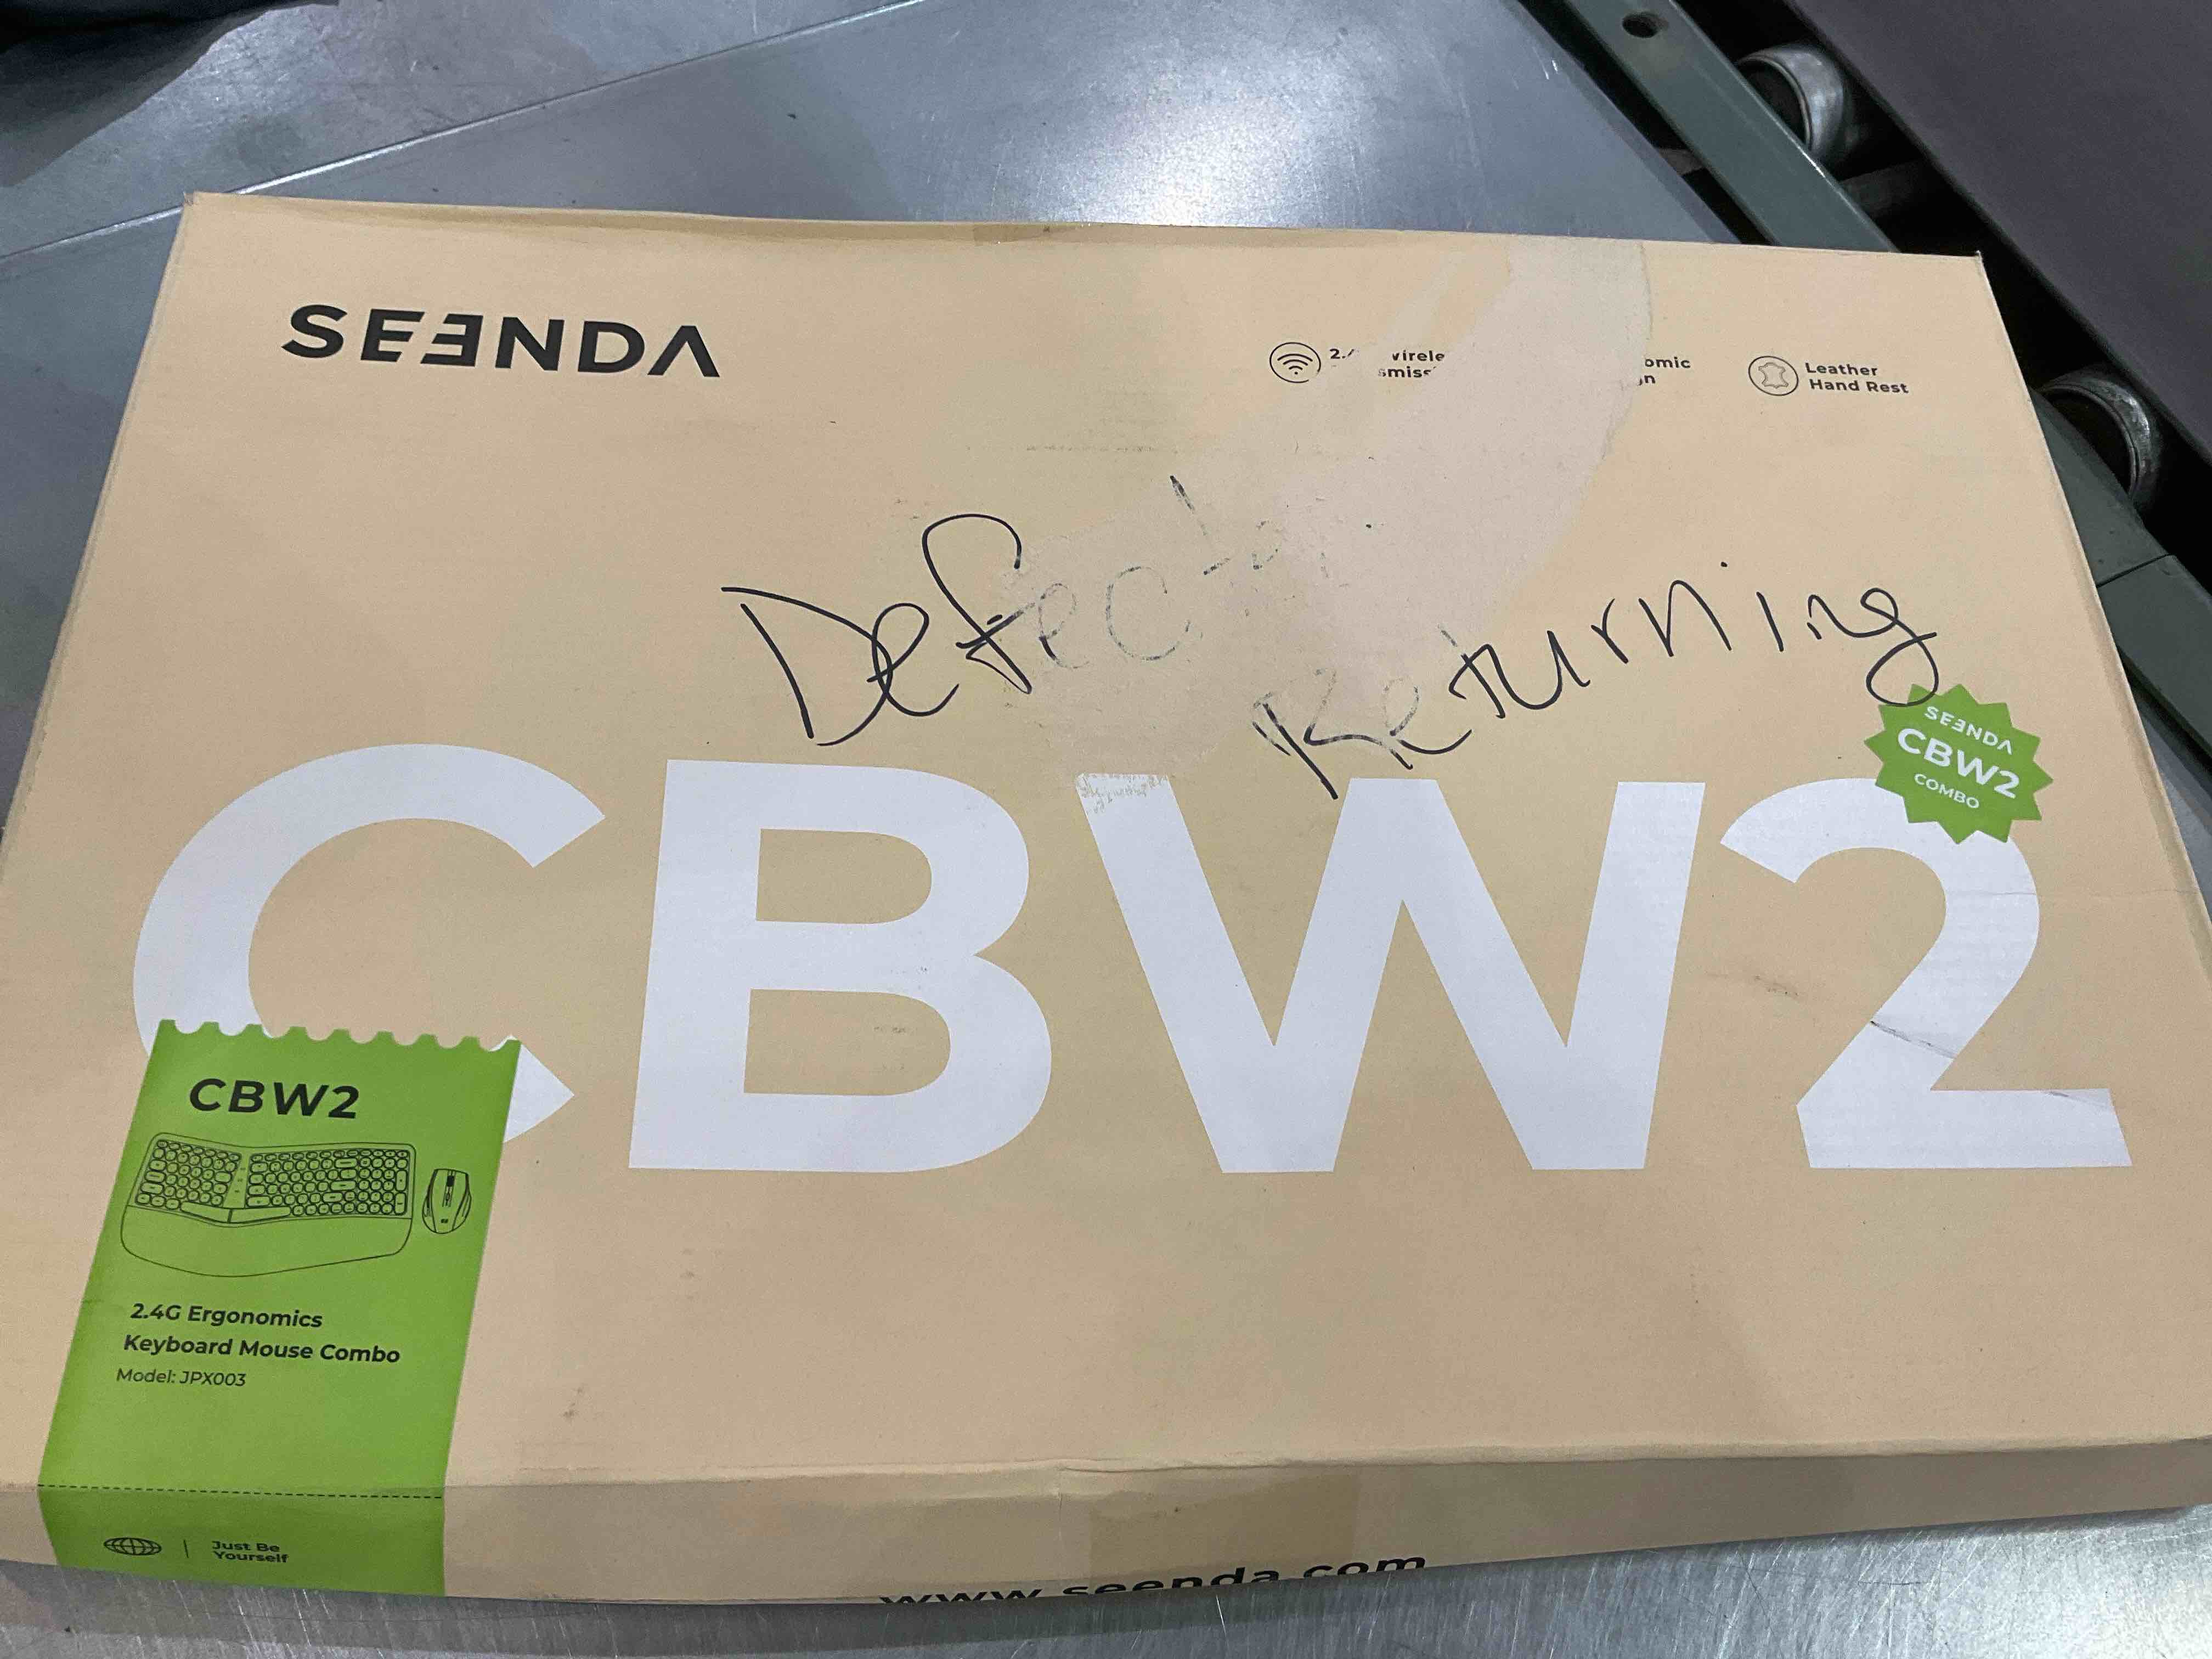 SEENDA
Leather
Hand Rest
Returning
SEENDA
CBW2
COMBO
CBW2
CBW2
2.4G Ergonomics
Keyboard Mouse Combo
Model: JPX003
Just Be
Yourself
www.seenda.com